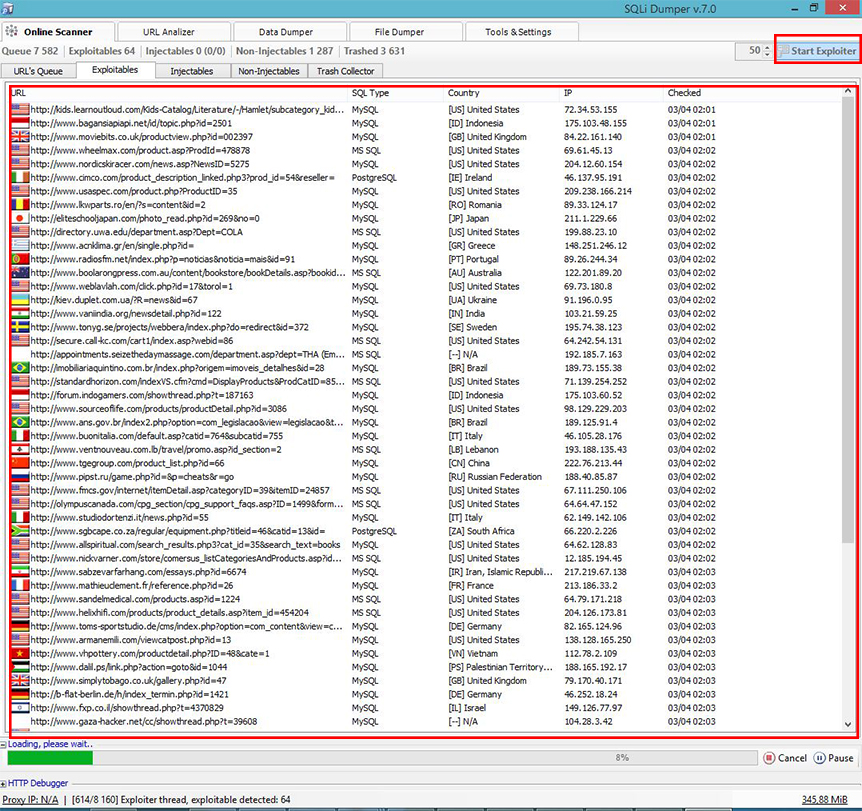 SQLi Dumper v.7.0
Online Scanner URL Analizer Data Dumper File Dumper Tools & Settings
Queue 7 582 Exploitables 64 Injectables 0 (0/0) Non-Injectables 1 287 Trashed 3 631 50 Start Exploiter
URL's Queue Exploitables Injectables Non-Injectables Trash Collector
URL SQL Type Country IP Checked
http://kids.learnoutloud.com/Kids-Catalog/Literature/-/Hamlet/subcategory_kid... MySQL [US] United States 72.34.53.155 03/04 02:01
http://www.bagansiapiapi.net/id/topic.php?id=2501 MySQL [ID] Indonesia 175.103.48.155 03/04 02:01
http://www.moviebits.co.uk/productview.php?id=002397 MySQL [GB] United Kingdom 84.22.161.140 03/04 02:01
http://www.wheelmax.com/product.asp?ProdId=478878 MS SQL [US] United States 69.61.45.13 03/04 02:02
http://www.nordicskiracer.com/news.asp?NewsID=5275 MySQL [US] United States 204.12.60.154 03/04 02:02
http://www.cimco.com/product_description_linked.php3?prod_id=54&reseller= PostgreSQL [IE] Ireland 46.137.95.191 03/04 02:02
http://www.usaspec.com/product.php?ProductID=35 MySQL [US] United States 209.238.166.214 03/04 02:02
http://www.lkwparts.ro/en/?s=content&id=2 MySQL [RO] Romania 89.33.124.17 03/04 02:02
http://eliteschooljapan.com/photo_read.php?id=269&no=0 MySQL [JP] Japan 211.1.229.66 03/04 02:02
http://directory.uwa.edu/department.asp?Dept=COLA MS SQL [US] United States 199.88.23.10 03/04 02:02
http://www.acnklima.gr/en/single.php?id= MySQL [GR] Greece 148.251.246.12 03/04 02:02
http://www.radiosfm.net/index.php?p=noticias&noticia=mais&id=91 MySQL [PT] Portugal 89.26.244.34 03/04 02:02
http://www.boolarongpress.com.au/content/bookstore/bookDetails.asp?bookid... MS SQL [AU] Australia 122.201.89.20 03/04 02:02
http://www.weblavlah.com/click.php?id=17&torol=1 MySQL [US] United States 69.73.180.8 03/04 02:02
http://kiev.duplet.com.ua/?R=news&id=67 MySQL [UA] Ukraine 91.196.0.95 03/04 02:02
http://www.vaniindia.org/newsdetail.php?id=122 MySQL [IN] India 103.21.59.25 03/04 02:02
http://www.tonyg.se/projects/webbera/index.php?do=redirect&id=372 MySQL [SE] Sweden 195.74.38.123 03/04 02:02
http://secure.call-kc.com/cart1/index.asp?webid=86 MS SQL [US] United States 64.242.54.131 03/04 02:02
http://appointments.seizethedaymassage.com/department.asp?dept=THA (Em... MS SQL [--] N/A 192.185.7.163 03/04 02:02
http://imobiliariaquintino.com.br/index.php?origem=imoveis_detalhes&id=28 MySQL [BR] Brazil 189.73.155.38 03/04 02:02
http://standardhorizon.com/indexVS.cfm?cmd=DisplayProducts&ProdCatID=85... MS SQL [US] United States 71.139.254.252 03/04 02:02
http://forum.indogamers.com/showthread.php?t=187163 MySQL [ID] Indonesia 175.103.60.52 03/04 02:02
http://www.sourceoflife.com/products/productDetail.php?id=3086 MySQL [US] United States 98.129.229.203 03/04 02:02
http://www.ans.gov.br/index2.php?option=com_legislacao&view=legislacao&t... MySQL [BR] Brazil 189.125.91.4 03/04 02:02
http://www.buonitalia.com/default.asp?catid=764&subcatid=755 MySQL [IT] Italy 46.105.28.176 03/04 02:02
http://www.ventnouveau.com.lb/travel/promo.asp?id_section=2 MySQL [LB] Lebanon 193.188.135.43 03/04 02:02
http://www.tgegroup.com/product_list.php?id=66 MySQL [CN] China 222.76.213.44 03/04 02:02
http://www.pipst.ru/game.php?id=&p=cheats&r=go MySQL [RU] Russian Federation 188.40.85.87 03/04 02:02
http://www.fmcs.gov/internet/itemDetail.asp?categoryID=39&itemID=24857 MySQL [US] United States 67.111.250.106 03/04 02:02
http://olympuscanada.com/cpg_section/cpg_support_faqs.asp?ID=1499&form... MS SQL [US] United States 64.64.47.152 03/04 02:02
http://www.studiodortenzi.it/news.php?id=55 MySQL [IT] Italy 62.149.142.106 03/04 02:02
http://www.sgbcape.co.za/regular/equipment.php?titleid=46&catid=13&id= PostgreSQL [ZA] South Africa 66.220.2.226 03/04 02:02
http://www.allspiritual.com/search_results.php3?cat_id=35&search_text=books MySQL [US] United States 64.62.128.83 03/04 02:03
http://www.nickvarner.com/store/comersus_listCategoriesAndProducts.asp?id... MS SQL [US] United States 12.185.194.45 03/04 02:03
http://www.sabzevarfarhang.com/essays.php?id=6674 MySQL [IR] Iran, Islamic Republi... 217.219.67.138 03/04 02:03
http://www.mathieuclement.fr/reference.php?id=26 MySQL [FR] France 213.186.33.2 03/04 02:03
http://www.sandelmedical.com/products.asp?id=1224 MS SQL [US] United States 64.79.171.218 03/04 02:03
http://www.helixhifi.com/products/product_details.asp?item_id=454204 MS SQL [US] United States 204.126.173.81 03/04 02:03
http://www.toms-sportstudio.de/cms/index.php?option=com_content&view=c... MySQL [DE] Germany 82.165.124.96 03/04 02:03
http://www.armanemili.com/viewcatpost.php?id=13 MySQL [US] United States 138.128.165.250 03/04 02:03
http://www.vhpottery.com/productdetail.php?ID=48&cate=1 MySQL [VN] Vietnam 112.78.2.109 03/04 02:03
http://www.dalil.ps/link.php?action=goto&id=1044 MySQL [PS] Palestinian Territory... 188.165.192.17 03/04 02:03
http://www.simplytobago.co.uk/gallery.php?id=47 MySQL [GB] United Kingdom 79.170.40.171 03/04 02:03
http://b-flat-berlin.de/h/index_termin.php?id=1421 MySQL [DE] Germany 46.252.18.24 03/04 02:03
http://www.fxp.co.il/showthread.php?t=4370829 MySQL [IL] Israel 149.126.77.97 03/04 02:03
http://www.gaza-hacker.net/cc/showthread.php?t=39608 MySQL [--] N/A 104.28.3.42 03/04 02:03
Loading, please wait..
8% Cancel Pause
HTTP Debugger
Proxy IP: N/A | [614/8 160] Exploiter thread, exploitable detected: 64 345.88 MiB